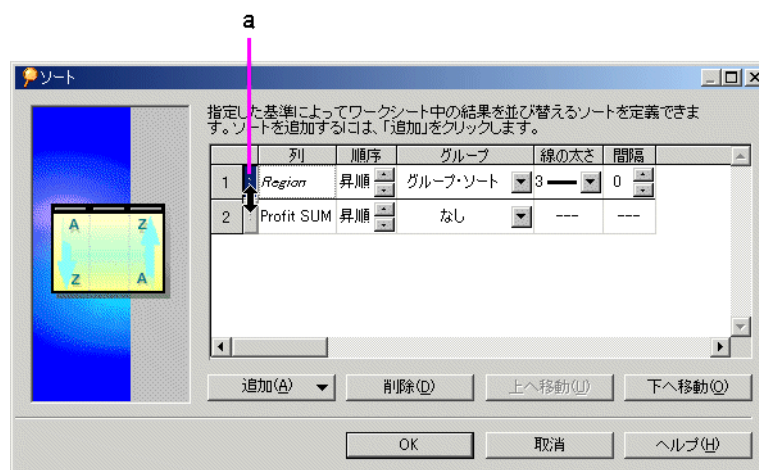 a
ソート
指定した基準によってワークシート中の結果を並び替えるソートを定義できま
す。ソートを追加するには、「追加」をクリックします。
列 順序 グループ 線の太さ 間隔
1 Region 昇順 グループ・ソート 3 0
2 Profit SUM 昇順 なし --- ---
A Z
Z A
追加(A) 削除(D) 上へ移動(U) 下へ移動(O)
OK 取消 ヘルプ(H)